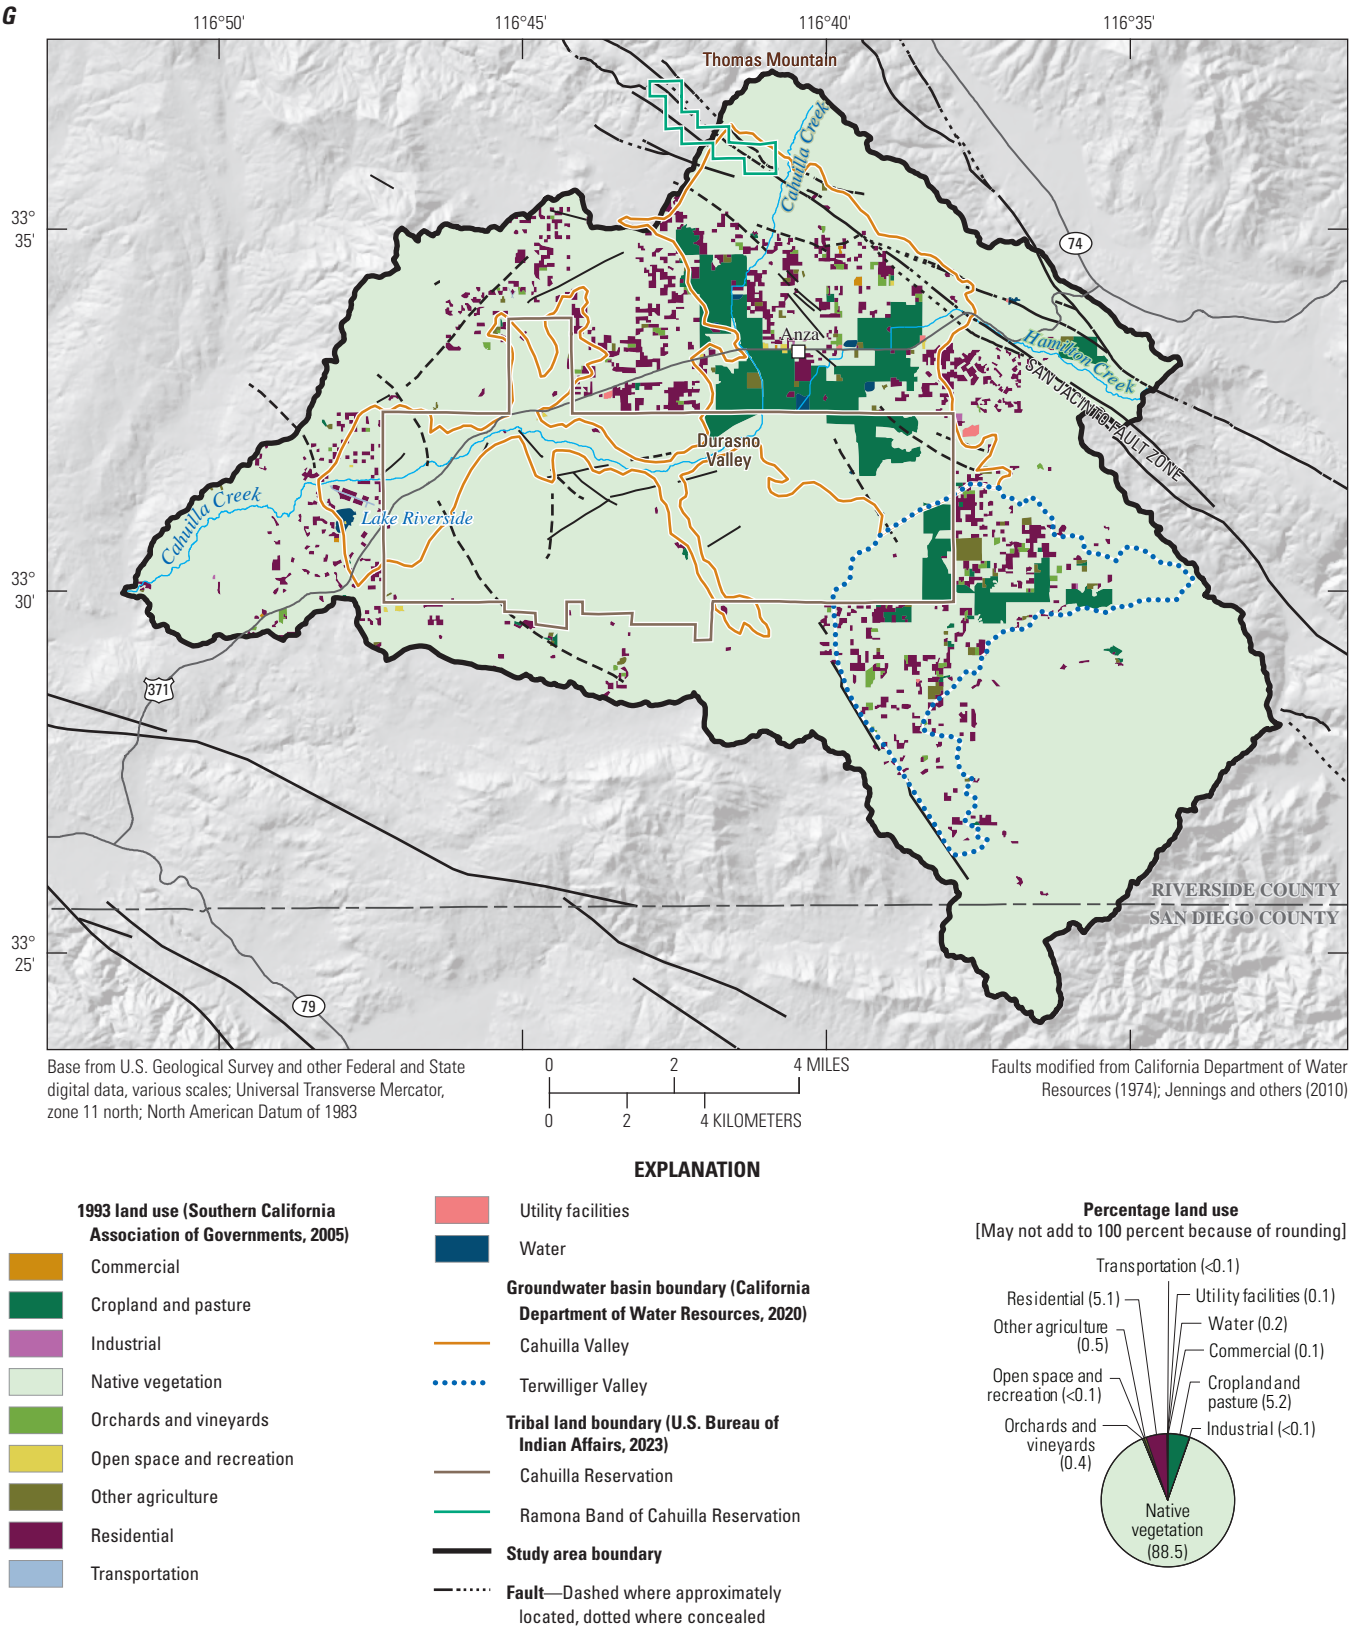 G
116°50'
116°45'
116°40'
116°35'
Thomas Mountain
Cahuilla Creek
33°
35'
74
Anza
Hamilton Creek
SAN JACINTO FAULT ZONE
Durasno
Valley
Cahuilla Creek
Lake Riverside
33°
30'
371
RIVERSIDE COUNTY
SAN DIEGO COUNTY
33°
25'
79
Base from U.S. Geological Survey and other Federal and State
digital data, various scales; Universal Transverse Mercator,
zone 11 north; North American Datum of 1983
0 2 4 MILES
0 2 4 KILOMETERS
Faults modified from California Department of Water
Resources (1974); Jennings and others (2010)
EXPLANATION
1993 land use (Southern California
Association of Governments, 2005)
Commercial
Cropland and pasture
Industrial
Native vegetation
Orchards and vineyards
Open space and recreation
Other agriculture
Residential
Transportation
Utility facilities
Water
Groundwater basin boundary (California
Department of Water Resources, 2020)
Cahuilla Valley
Terwilliger Valley
Tribal land boundary (U.S. Bureau of
Indian Affairs, 2023)
Cahuilla Reservation
Ramona Band of Cahuilla Reservation
Study area boundary
Fault—Dashed where approximately
located, dotted where concealed
Percentage land use
[May not add to 100 percent because of rounding]
Transportation (<0.1)
Residential (5.1)
Utility facilities (0.1)
Other agriculture
(0.5)
Water (0.2)
Commercial (0.1)
Open space and
recreation (<0.1)
Cropland and
pasture (5.2)
Orchards and
vineyards
(0.4)
Industrial (<0.1)
Native
vegetation
(88.5)